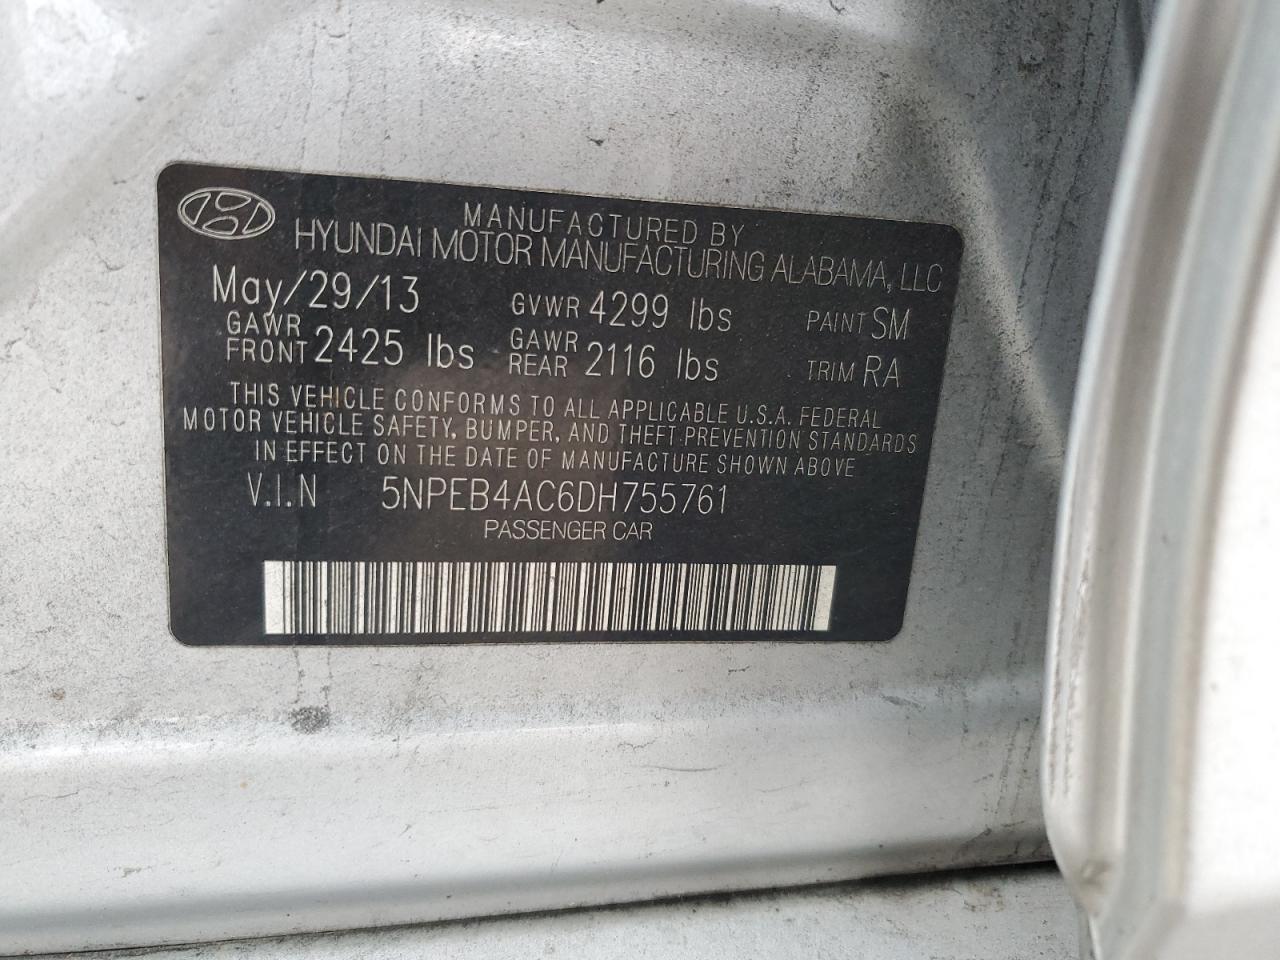 MANUFACTURED BY
HYUNDAI MOTOR MANUFACTURING ALABAMA, LLC
May/29/13 GVWR 4299 lbs PAINT SM
GAWR FRONT 2425 lbs GAWR REAR 2116 lbs TRIM RA
THIS VEHICLE CONFORMS TO ALL APPLICABLE U.S.A. FEDERAL
MOTOR VEHICLE SAFETY, BUMPER, AND THEFT PREVENTION STANDARDS
IN EFFECT ON THE DATE OF MANUFACTURE SHOWN ABOVE
V.I.N 5NPEB4AC6DH755761
PASSENGER CAR